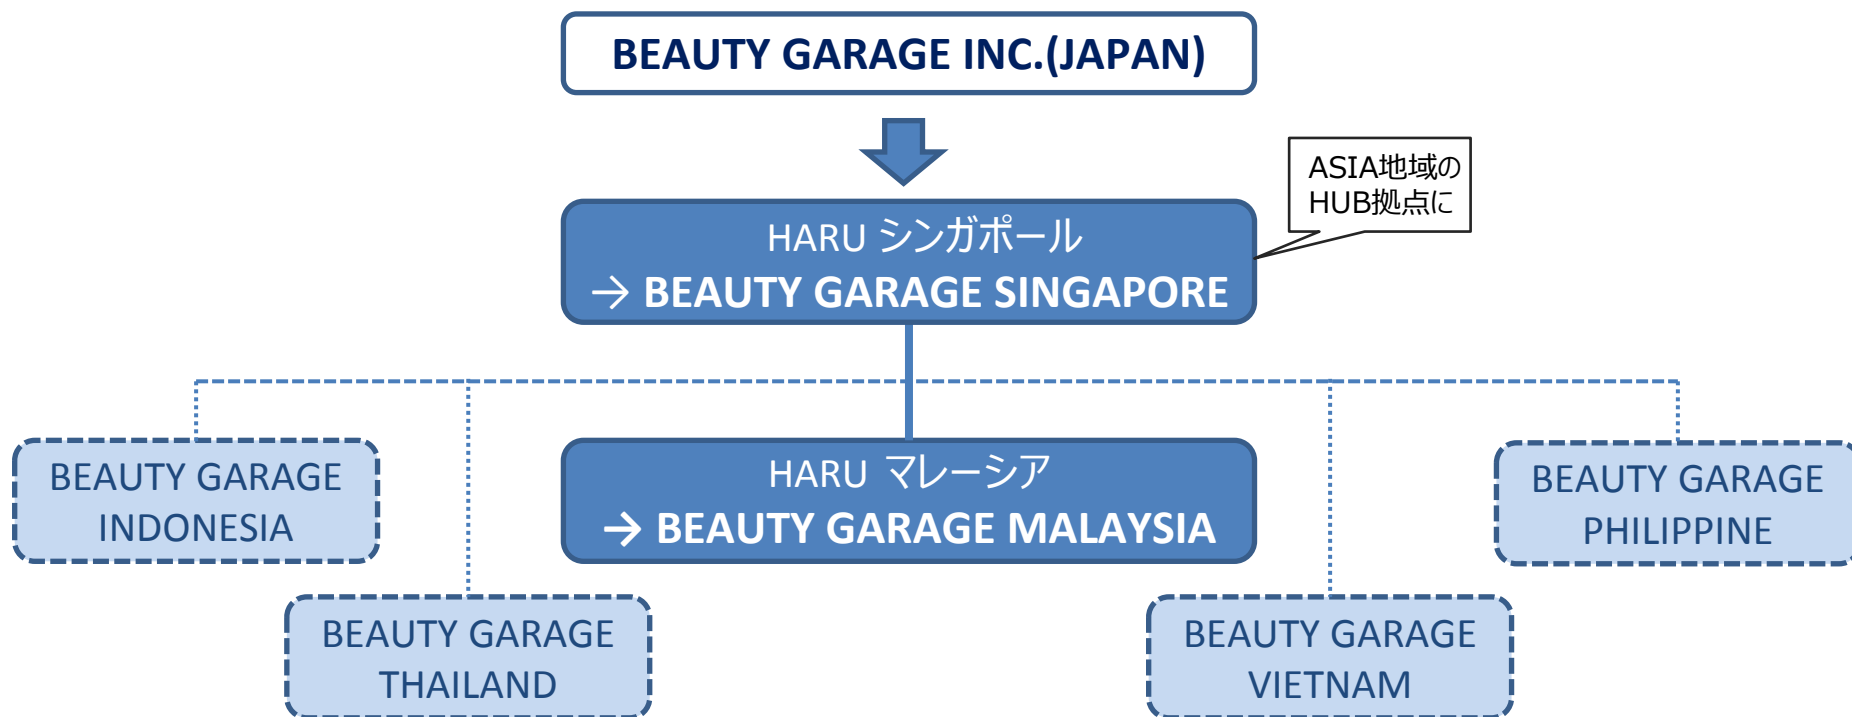 BEAUTY GARAGE INC.(JAPAN)
ASIA地域の
HUB拠点に
HARU シンガポール
→ BEAUTY GARAGE SINGAPORE
BEAUTY GARAGE
INDONESIA
HARU マレーシア
→ BEAUTY GARAGE MALAYSIA
BEAUTY GARAGE
PHILIPPINE
BEAUTY GARAGE
THAILAND
BEAUTY GARAGE
VIETNAM